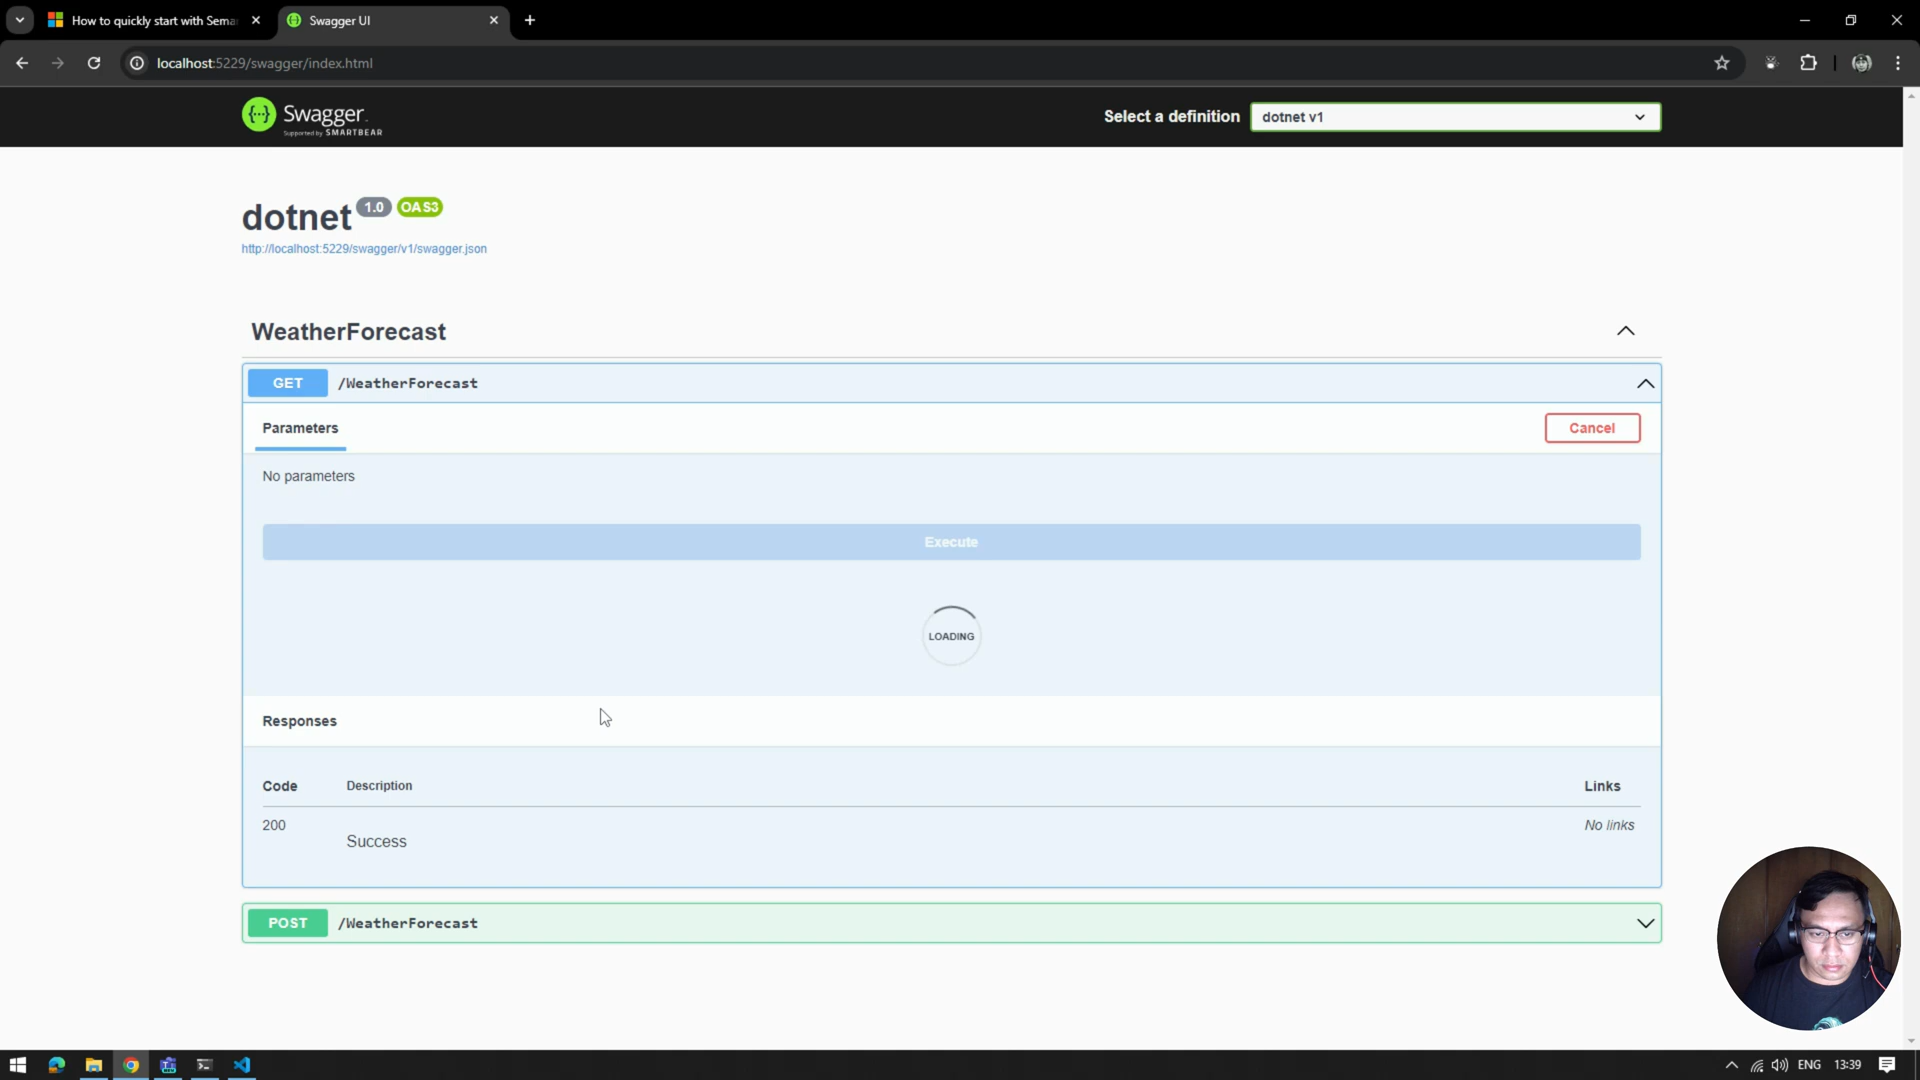 How to quickly start with Sema
Swagger UI
localhost:5229/swagger/index.html
Swagger.
Supported by SMARTBEAR
Select a definition
dotnet v1
dotnet 1.0 OAS3
http://localhost:5229/swagger/v1/swagger.json
WeatherForecast
GET /WeatherForecast
Parameters
Cancel
No parameters
Execute
LOADING
Responses
Code Description Links
200 Success No links
POST /WeatherForecast
ENG 13:39